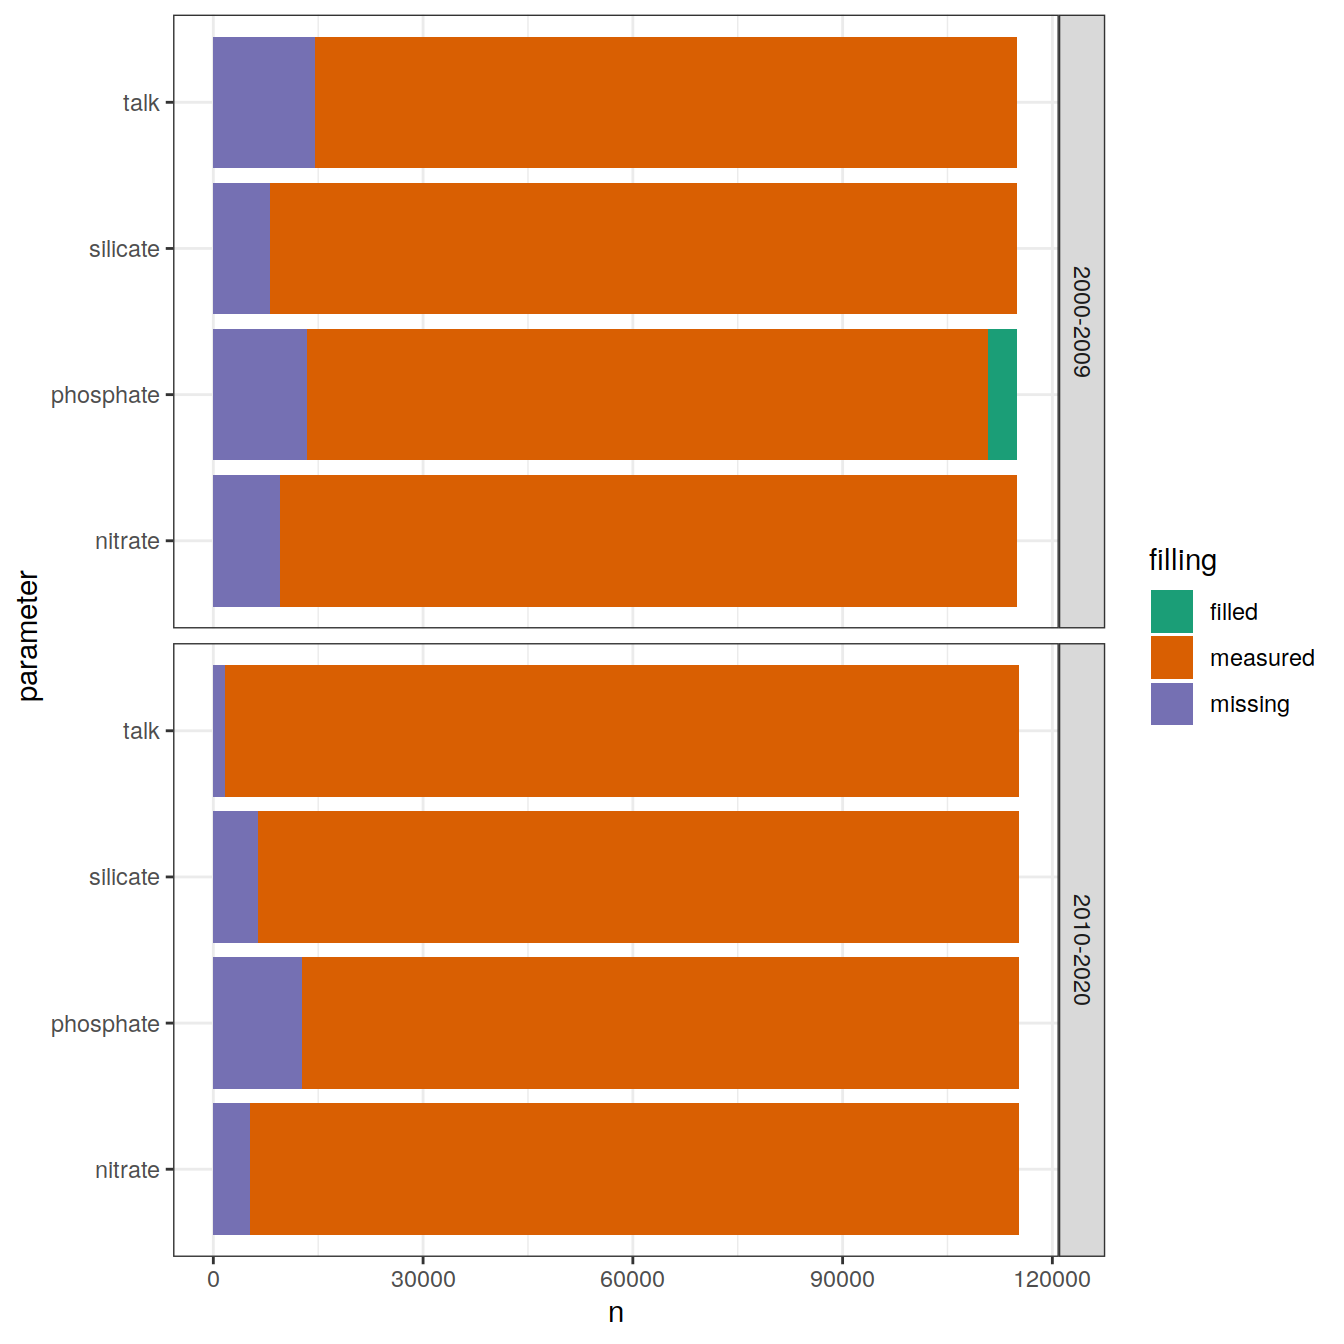 talk
silicate
phosphate
nitrate
2000-2009
talk
silicate
phosphate
nitrate
2010-2020
0 30000 60000 90000 120000
n
parameter
filling
filled
measured
missing